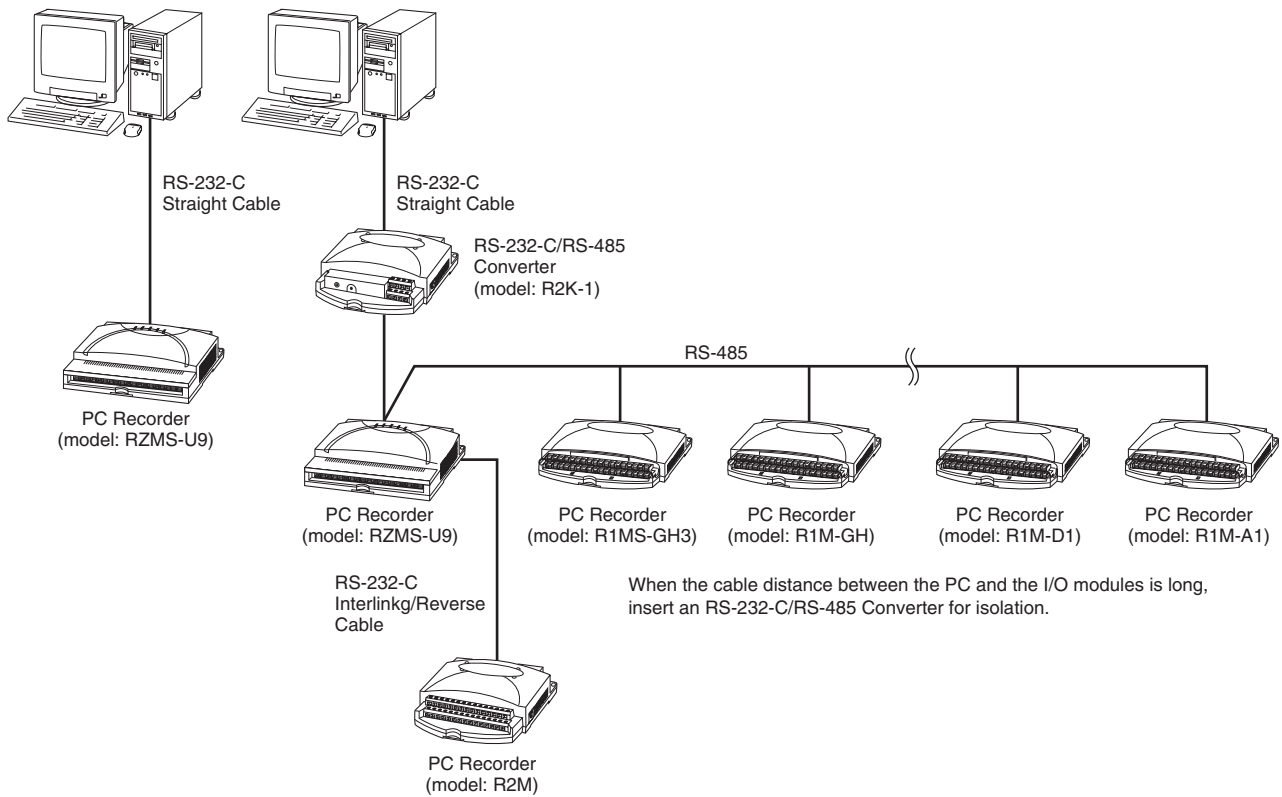 RS-232-C
Straight Cable
RS-232-C
Straight Cable
RS-232-C/RS-485
Converter
(model: R2K-1)
RS-485
PC Recorder
(model: RZMS-U9)
PC Recorder
(model: RZMS-U9)
PC Recorder
(model: R1MS-GH3)
PC Recorder
(model: R1M-GH)
PC Recorder
(model: R1M-D1)
PC Recorder
(model: R1M-A1)
RS-232-C
Interlinkg/Reverse
Cable
When the cable distance between the PC and the I/O modules is long,
insert an RS-232-C/RS-485 Converter for isolation.
PC Recorder
(model: R2M)